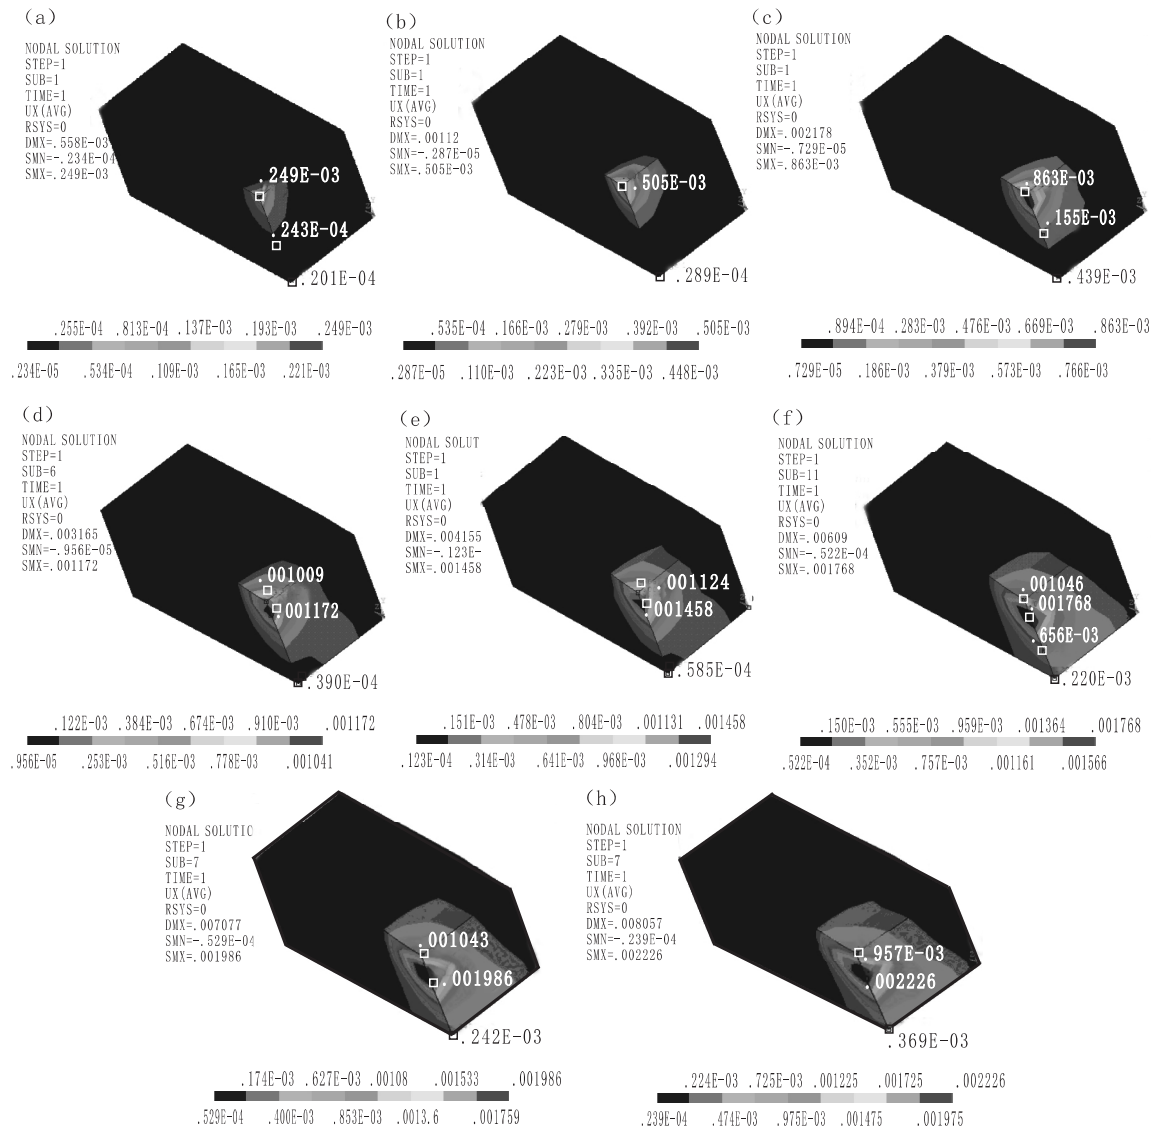 (a)
NODAL SOLUTION
STEP=1
SUB=1
TIME=1
UX(AVG)
RSYS=0
DMX=.558E-03
SMN=-.234E-04
SMX=.249E-03
.249E-03
.243E-04
.201E-04
.255E-04 .813E-04 .137E-03 .193E-03 .249E-03
.234E-05 .534E-04 .109E-03 .165E-03 .221E-03
(b)
NODAL SOLUTION
STEP=1
SUB=1
TIME=1
UX(AVG)
RSYS=0
DMX=.00112
SMN=-.287E-05
SMX=.505E-03
.505E-03
.289E-04
.535E-04 .166E-03 .279E-03 .392E-03 .505E-03
.287E-05 .110E-03 .223E-03 .335E-03 .448E-03
(c)
NODAL SOLUTION
STEP=1
SUB=1
TIME=1
UX(AVG)
RSYS=0
DMX=.002178
SMN=-.729E-05
SMX=.863E-03
.863E-03
.155E-03
.439E-03
.894E-04 .283E-03 .476E-03 .669E-03 .863E-03
.729E-05 .186E-03 .379E-03 .573E-03 .766E-03
(d)
NODAL SOLUTION
STEP=1
SUB=6
TIME=1
UX(AVG)
RSYS=0
DMX=.003165
SMN=-.956E-05
SMX=.001172
.001009
.001172
.390E-04
.122E-03 .384E-03 .674E-03 .910E-03 .001172
.956E-05 .253E-03 .516E-03 .778E-03 .001041
(e)
NODAL SOLUT
STEP=1
SUB=1
TIME=1
UX(AVG)
RSYS=0
DMX=.004155
SMN=-.123E-
SMX=.001458
.001124
.001458
.585E-04
.151E-03 .478E-03 .804E-03 .001131 .001458
.123E-04 .314E-03 .641E-03 .968E-03 .001294
(f)
NODAL SOLUTION
STEP=1
SUB=11
TIME=1
UX(AVG)
RSYS=0
DMX=.00609
SMN=-.522E-04
SMX=.001768
.001046
.001768
.656E-03
.220E-03
.150E-03 .555E-03 .959E-03 .001364 .001768
.522E-04 .352E-03 .757E-03 .001161 .001566
(g)
NODAL SOLUTIC
STEP=1
SUB=7
TIME=1
UX(AVG)
RSYS=0
DMX=.007077
SMN=-.529E-04
SMX=.001986
.001043
.001986
.242E-03
.174E-03 .627E-03 .00108 .001533 .001986
.529E-04 .400E-03 .853E-03 .0013.6 .001759
(h)
NODAL SOLUTION
STEP=1
SUB=7
TIME=1
UX(AVG)
RSYS=0
DMX=.008057
SMN=-.239E-04
SMX=.002226
.957E-03
.002226
.369E-03
.224E-03 .725E-03 .001225 .001725 .002226
.239E-04 .474E-03 .975E-03 .001475 .001975